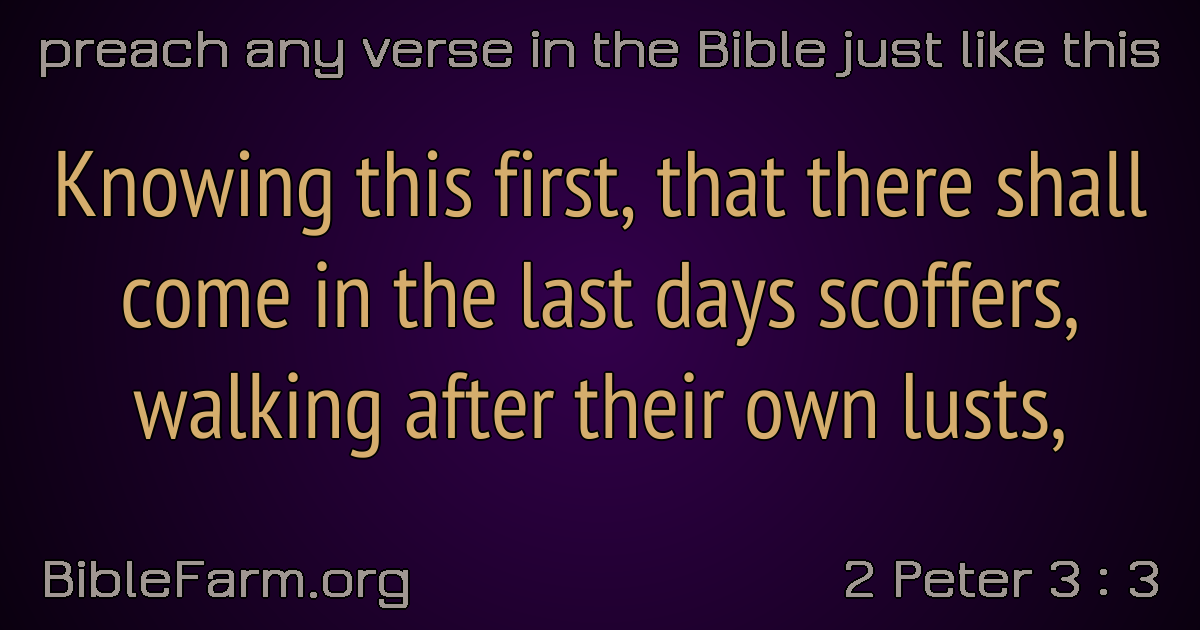 preach any verse in the Bible just like this
Knowing this first, that there shall
come in the last days scoffers,
walking after their own lusts,
BibleFarm.org
2 Peter 3 : 3